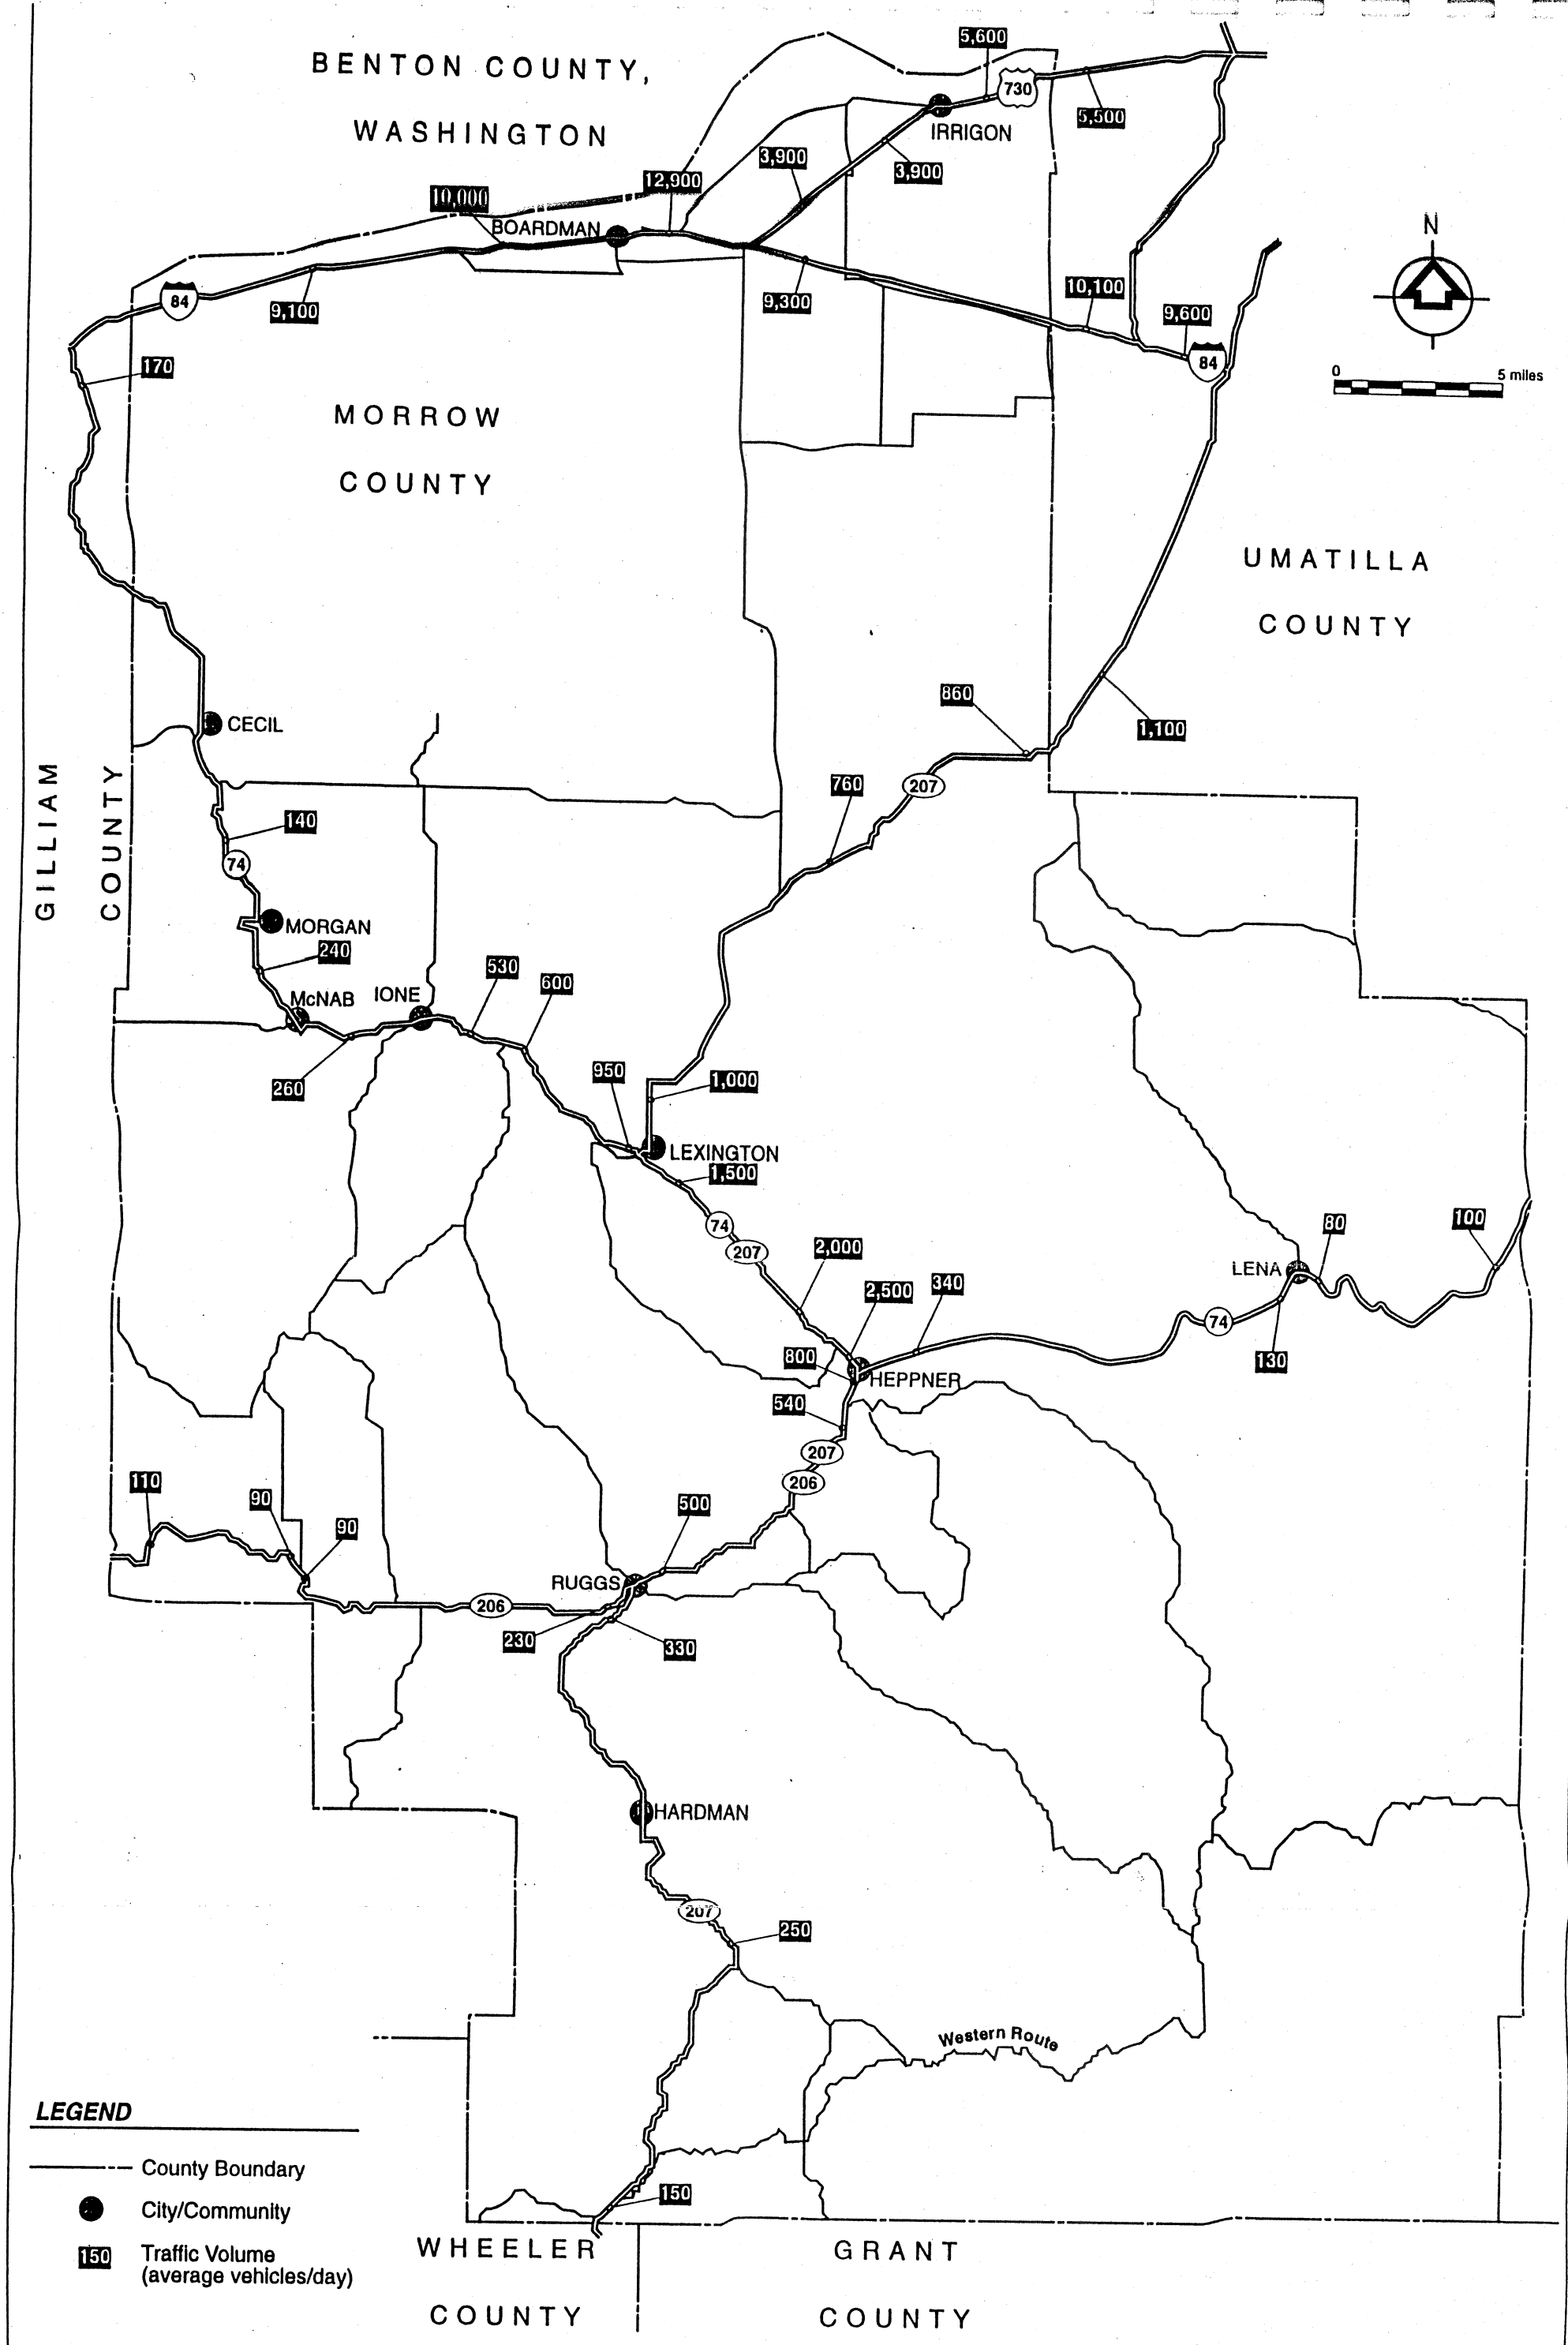 5,600
BENTON COUNTY,
WASHINGTON
730
5,500
IRRIGON
3,900
3,900
12,900
10,000
BOARDMAN
N
84
9,100
9,300
10,100
9,600
84
0 5 miles
170
MORROW
COUNTY
UMATILLA
COUNTY
860
1,100
CECIL
GILLIAM
COUNTY
760
207
140
74
MORGAN
240
McNAB
IONE
530
600
260
950
1,000
LEXINGTON
1,500
74
207
2,000
2,500
340
LENA
80
100
74
130
800
HEPPNER
540
207
206
110
90
90
500
RUGGS
206
230
330
HARDMAN
207
250
Western Route
LEGEND
County Boundary
City/Community
150 Traffic Volume
(average vehicles/day)
150
WHEELER
COUNTY
GRANT
COUNTY